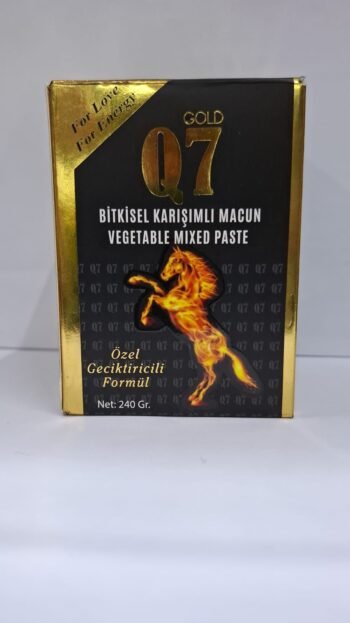 For Love
For Energy
GOLD
Q7
BİTKİSEL KARIŞIMLI MACUN
VEGETABLE MIXED PASTE
Özel
Geciktiricili
Formül
Net: 240 Gr.